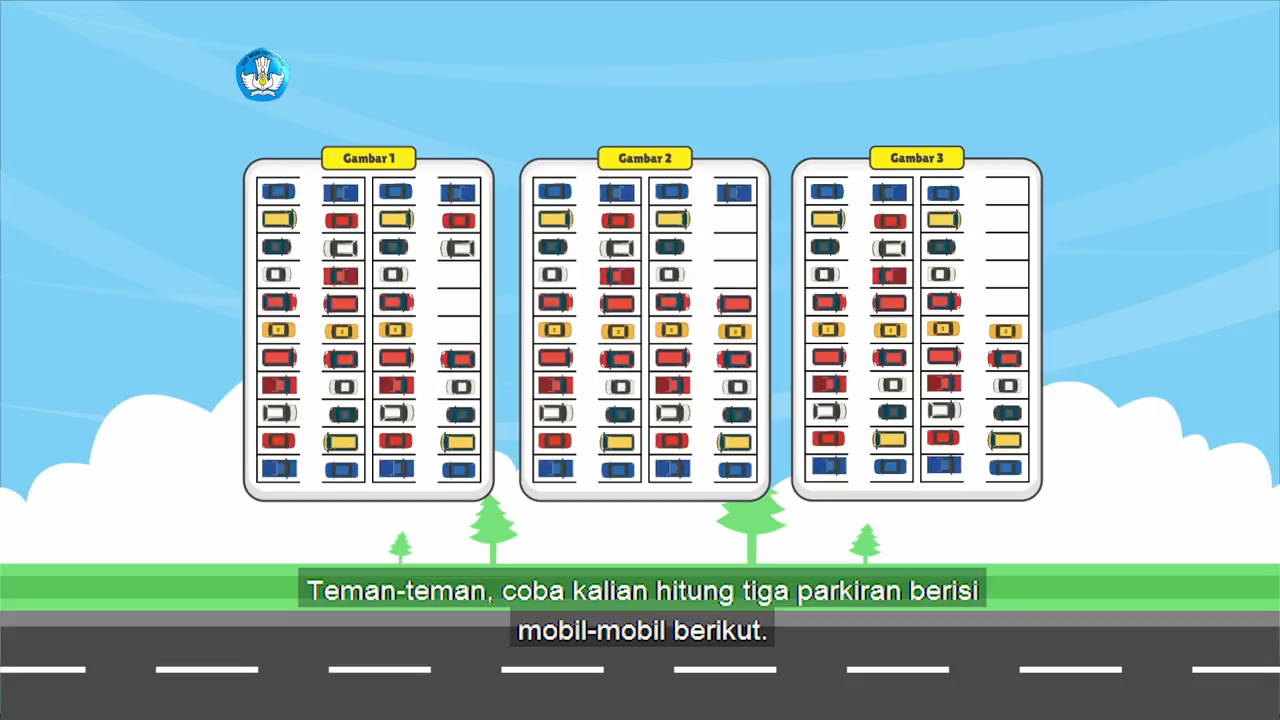 Gambar 1
Gambar 2
Gambar 3
Teman-teman, coba kalian hitung tiga parkiran berisi
mobil-mobil berikut.